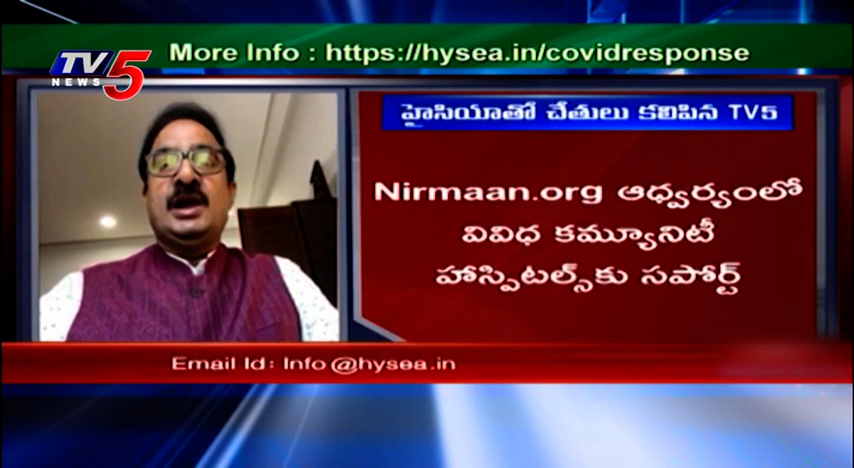 More Info : https://hysea.in/covidresponse
TV5
NEWS
హైసియాతో చేతులు కలిపిన TV5
Nirmaan.org ఆధ్వర్యంలో
వివిధ కమ్యూనిటీ
హాస్పిటల్స్‌కు సపోర్ట్
Email Id: Info@hysea.in